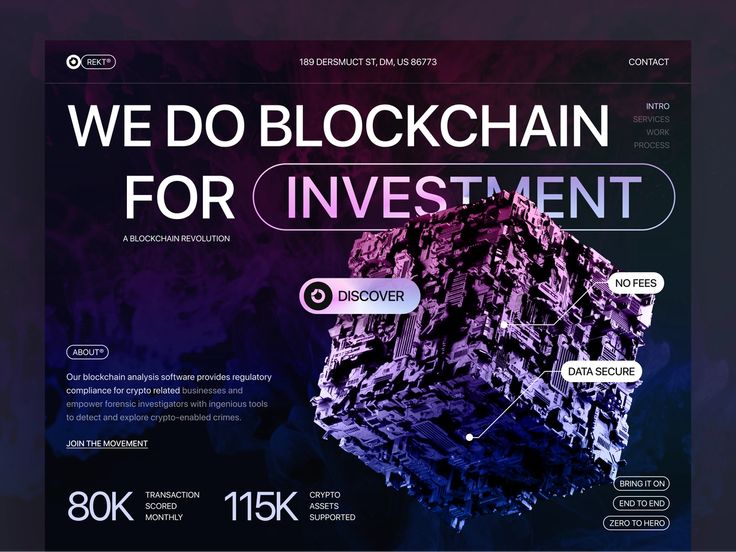 REKT®
189 DERSMUCT ST, DM, US 86773
CONTACT
WE DO BLOCKCHAIN
INTRO
SERVICES
WORK
PROCESS
FOR INVESTMENT
A BLOCKCHAIN REVOLUTION
DISCOVER
NO FEES
DATA SECURE
ABOUT®
Our blockchain analysis software provides regulatory
compliance for crypto related businesses and
empower forensic investigators with ingenious tools
to detect and explore crypto-enabled crimes.
JOIN THE MOVEMENT
80K
TRANSACTION
SCORED
MONTHLY
115K
CRYPTO
ASSETS
SUPPORTED
BRING IT ON
END TO END
ZERO TO HERO